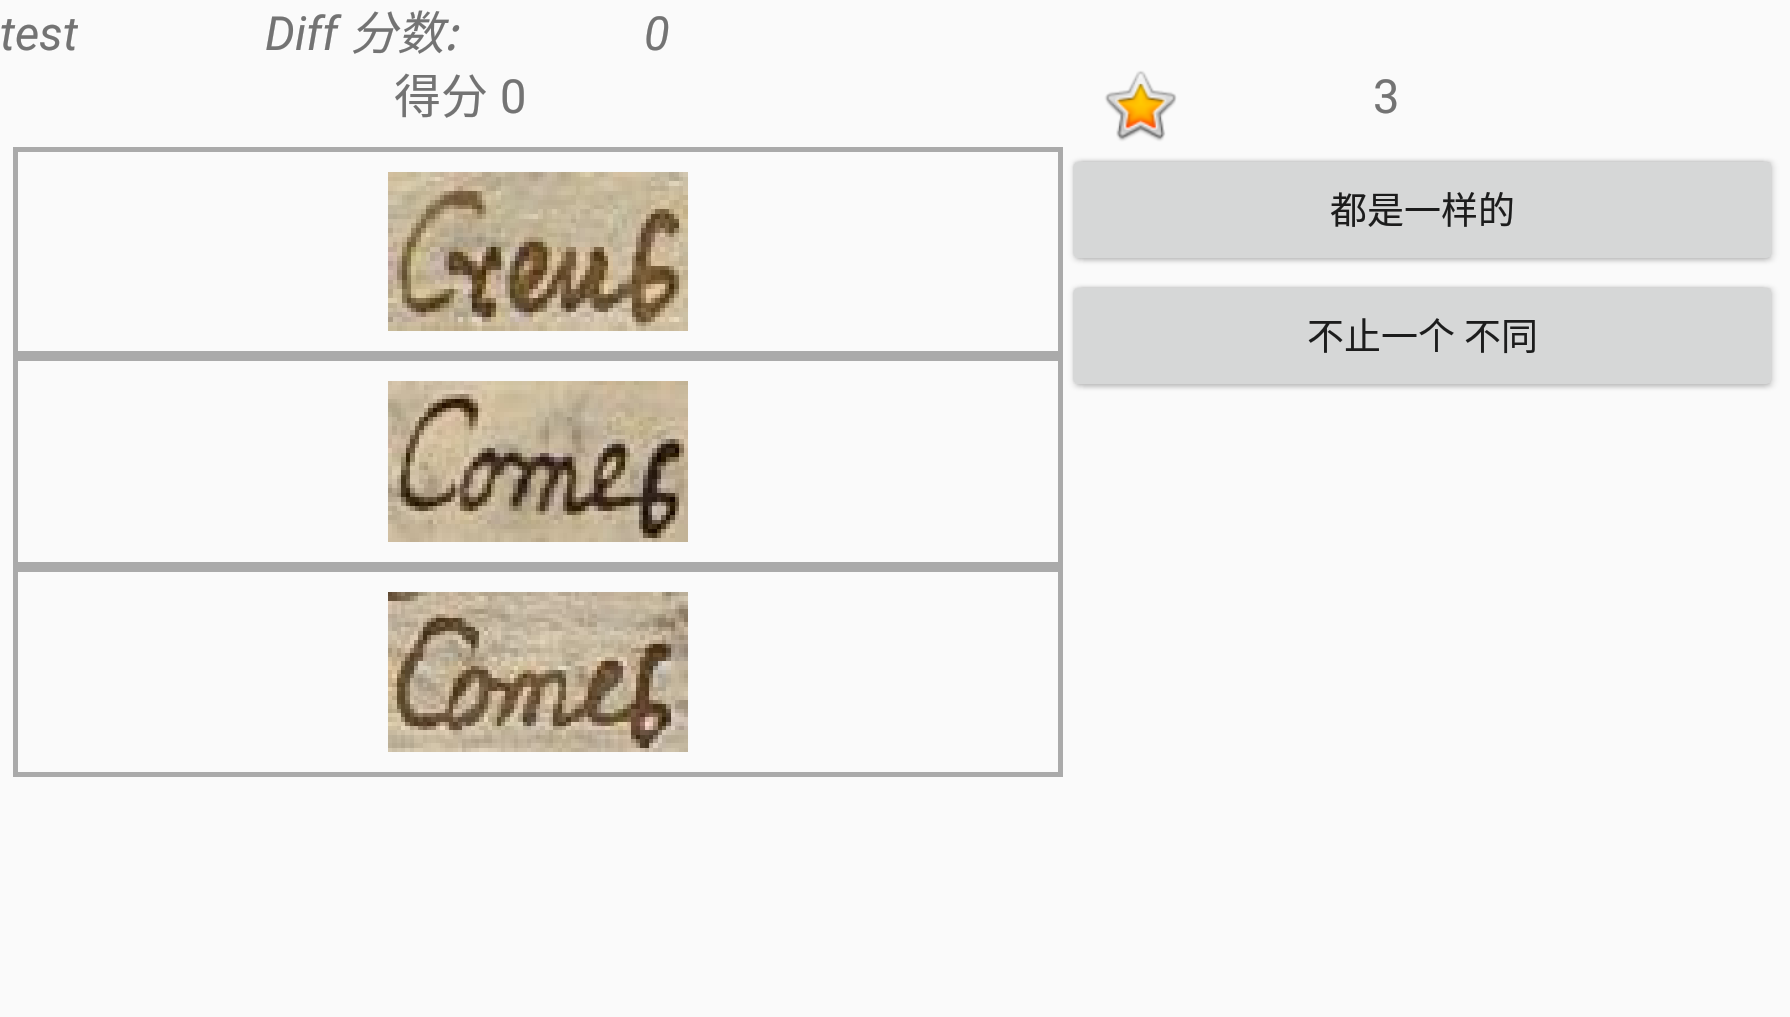 test Diff 分数: 0
得分 0 3
都是一样的
不止一个 不同
Creus
Comes
Comes